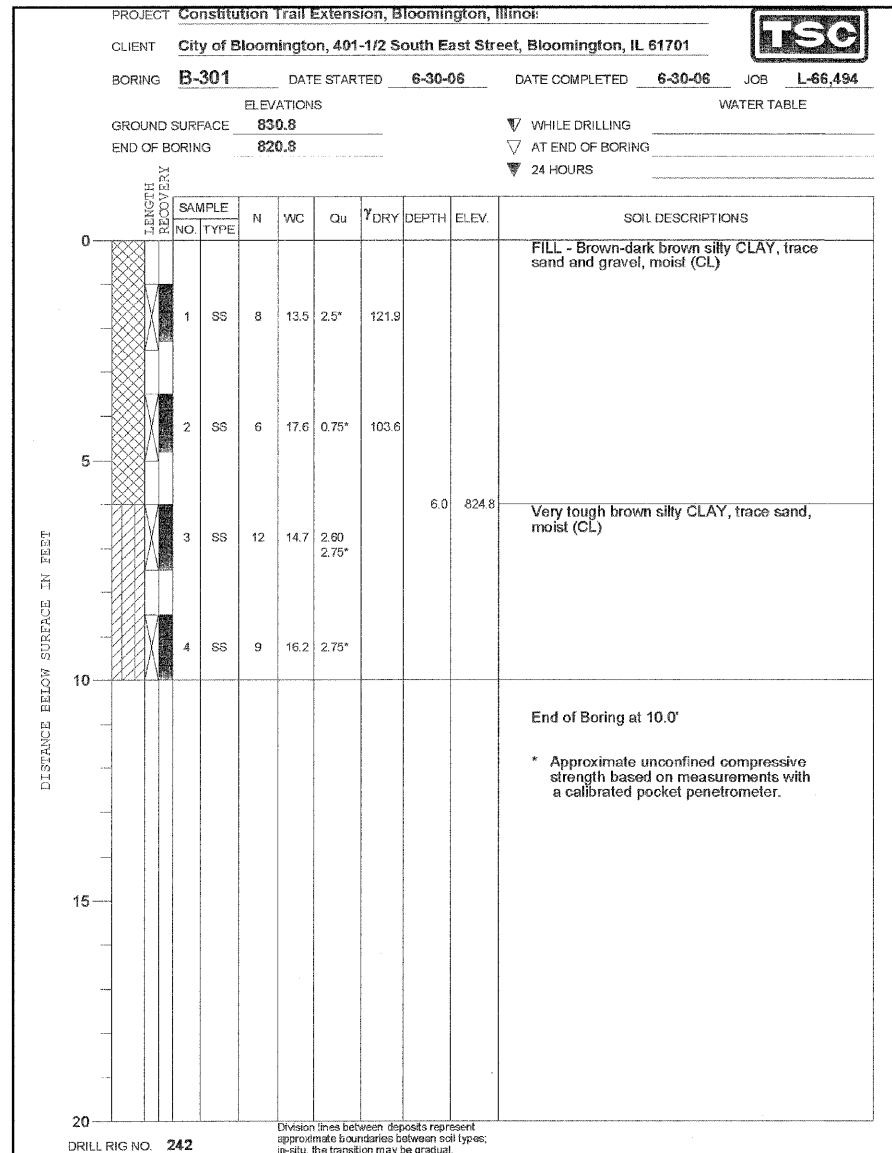 PROJECT Constitution Trail Extension, Bloomington, Illinois
TSC
CLIENT City of Bloomington, 401-1/2 South East Street, Bloomington, IL 61701
BORING B-301 DATE STARTED 6-30-06 DATE COMPLETED 6-30-06 JOB L-66,494
ELEVATIONS WATER TABLE
GROUND SURFACE 830.8 WHILE DRILLING
END OF BORING 820.8 AT END OF BORING
24 HOURS
LENGTH
RECOVERY
SAMPLE
NO. TYPE N WC Qu γDRY DEPTH ELEV. SOIL DESCRIPTIONS
0
FILL - Brown-dark brown silty CLAY, trace
sand and gravel, moist (CL)
1 SS 8 13.5 2.5* 121.9
2 SS 6 17.6 0.75* 103.6
5
6.0 824.8
Very tough brown silty CLAY, trace sand,
moist (CL)
3 SS 12 14.7 2.60
2.75*
4 SS 9 16.2 2.75*
10
End of Boring at 10.0'
* Approximate unconfined compressive
strength based on measurements with
a calibrated pocket penetrometer.
15
20
DISTANCE BELOW SURFACE IN FEET
DRILL RIG NO. 242
Division lines between deposits represent
approximate boundaries between soil types;
in-situ, the transition may be gradual.